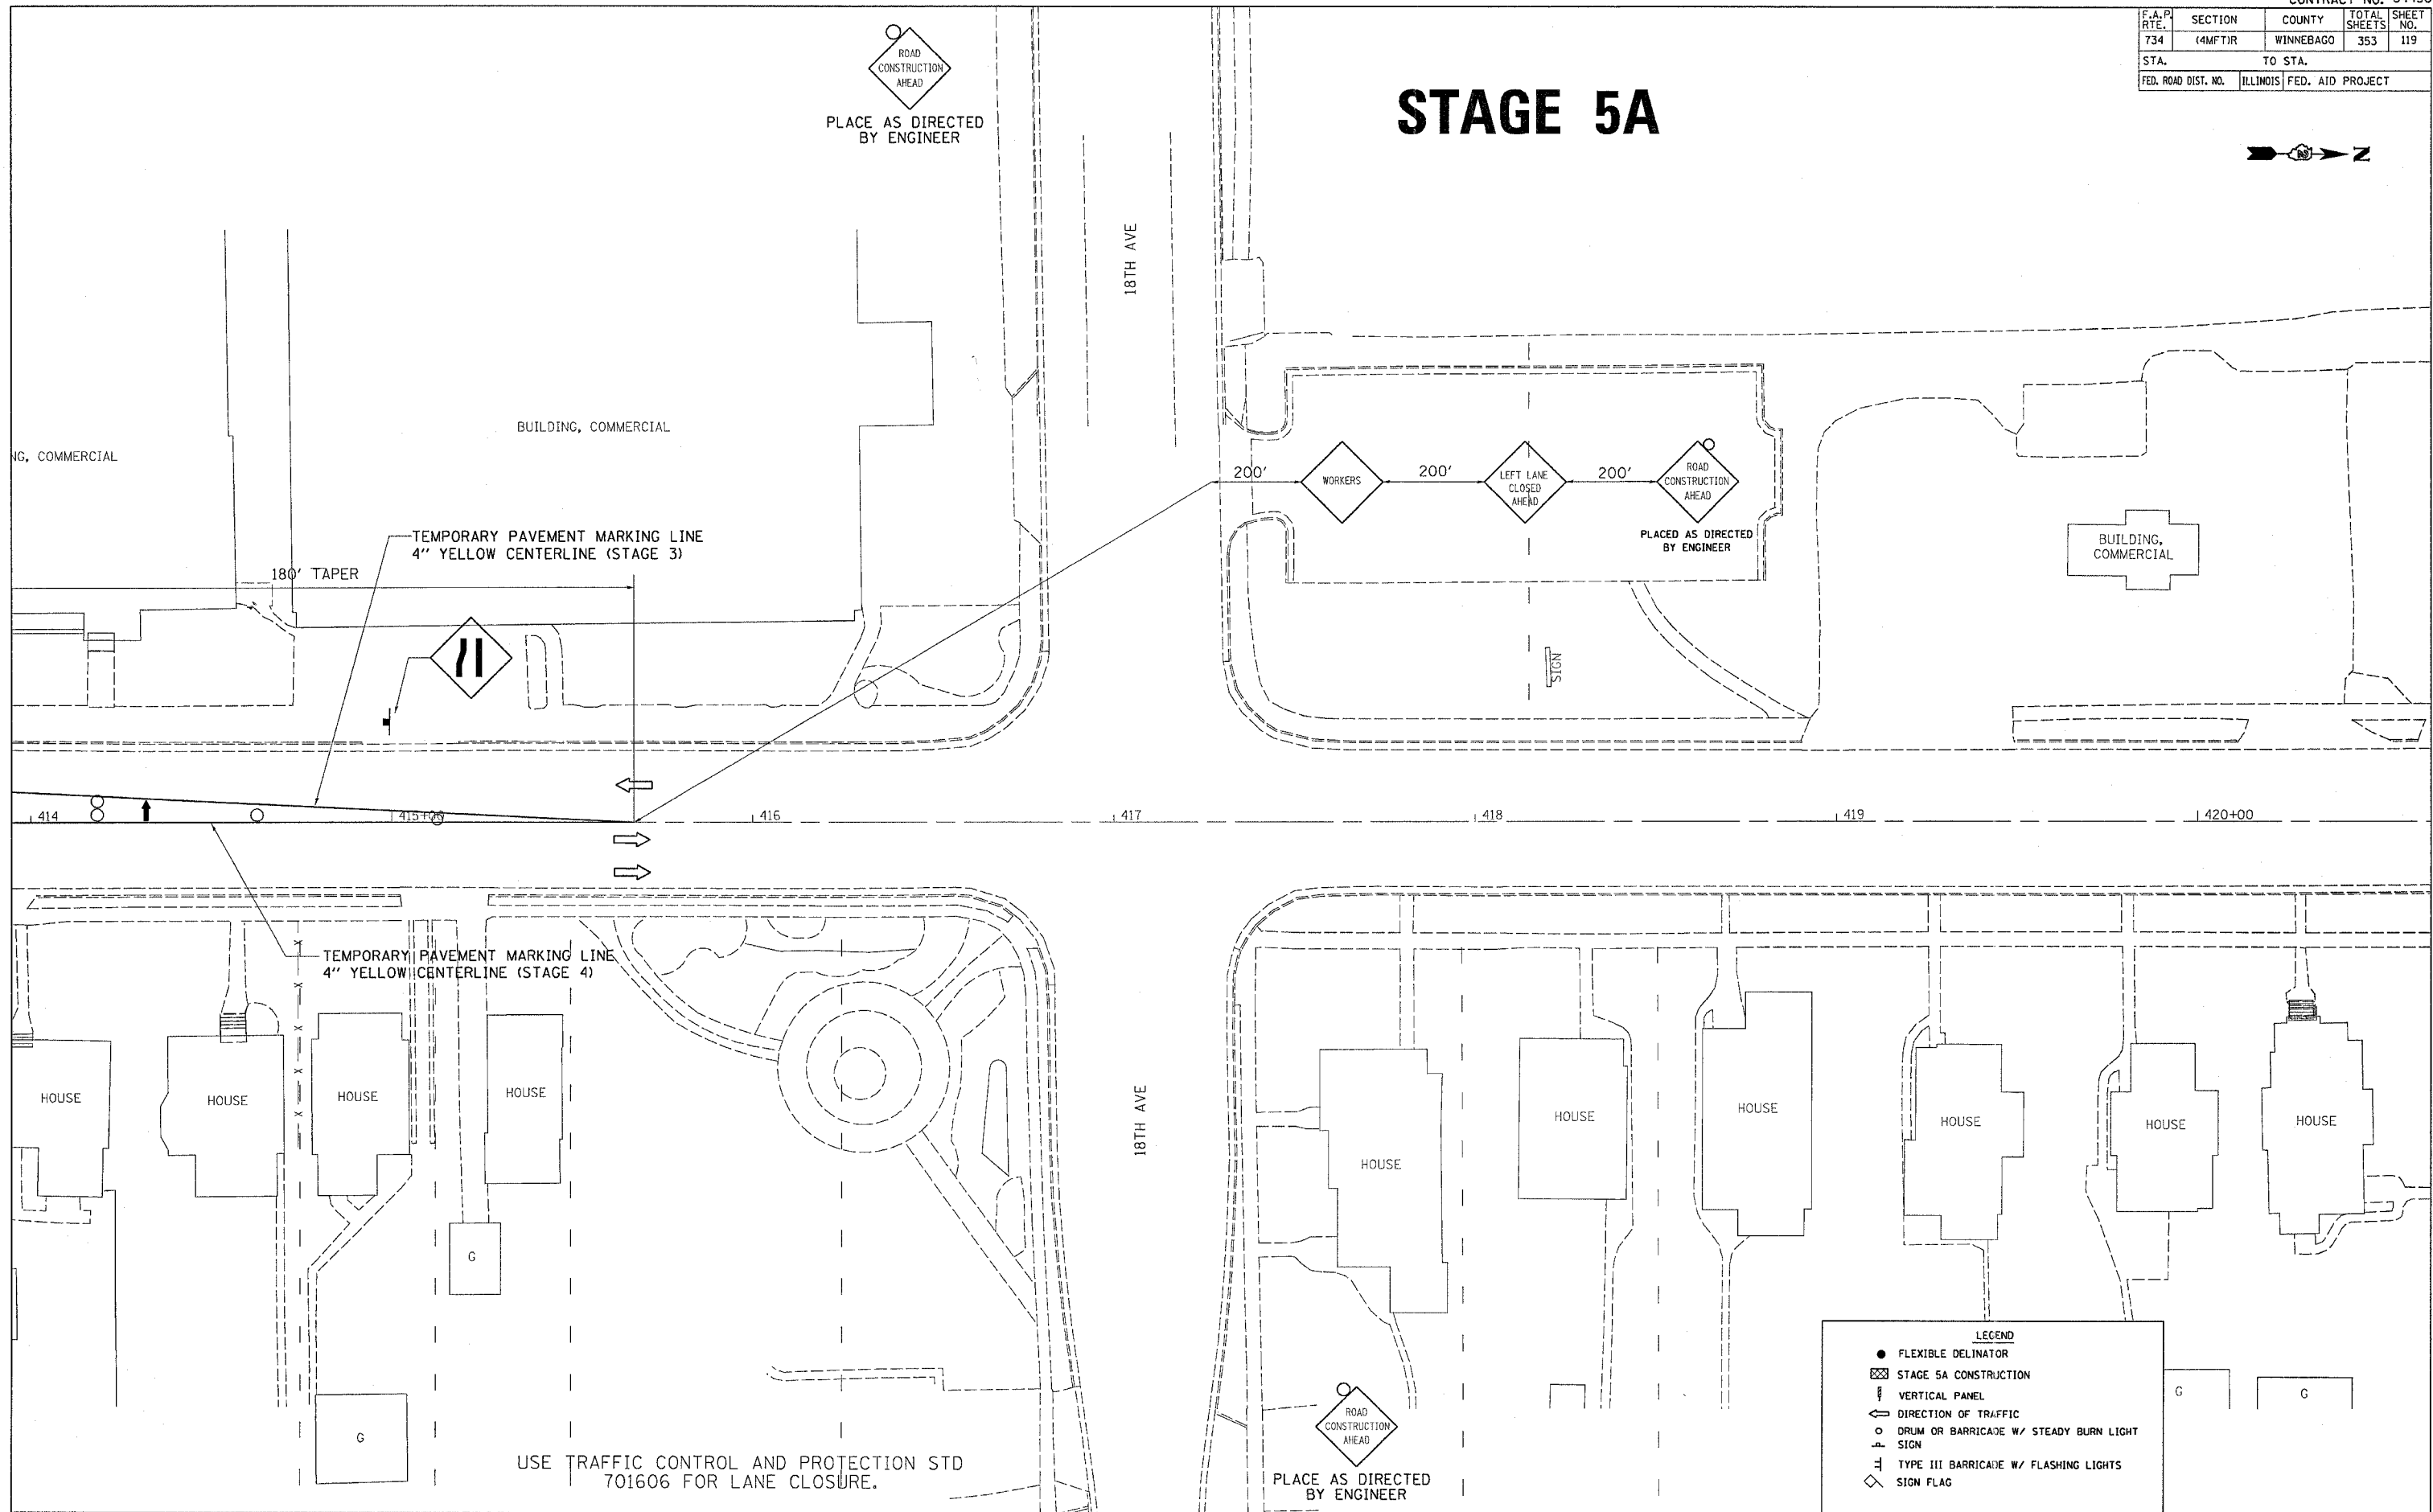 CONTRACT NO.
F.A.P. RTE. SECTION COUNTY TOTAL SHEETS SHEET NO.
734 (4MFT)R WINNEBAGO 353 119
STA. TO STA.
FED. ROAD DIST. NO. ILLINOIS FED. AID PROJECT
STAGE 5A
N
ROAD
CONSTRUCTION
AHEAD
PLACE AS DIRECTED
BY ENGINEER
18TH AVE
BUILDING, COMMERCIAL
NG, COMMERCIAL
200'
WORKERS
200'
LEFT LANE
CLOSED
AHEAD
200'
ROAD
CONSTRUCTION
AHEAD
PLACED AS DIRECTED
BY ENGINEER
BUILDING,
COMMERCIAL
TEMPORARY PAVEMENT MARKING LINE
4" YELLOW CENTERLINE (STAGE 3)
180' TAPER
SIGN
414
415+00
416
417
418
419
420+00
TEMPORARY PAVEMENT MARKING LINE
4" YELLOW CENTERLINE (STAGE 4)
HOUSE
HOUSE
HOUSE
HOUSE
18TH AVE
HOUSE
HOUSE
HOUSE
HOUSE
HOUSE
HOUSE
G
G
G
G
USE TRAFFIC CONTROL AND PROTECTION STD
701606 FOR LANE CLOSURE.
ROAD
CONSTRUCTION
AHEAD
PLACE AS DIRECTED
BY ENGINEER
LEGEND
FLEXIBLE DELINATOR
STAGE 5A CONSTRUCTION
VERTICAL PANEL
DIRECTION OF TRAFFIC
DRUM OR BARRICADE W/ STEADY BURN LIGHT
SIGN
TYPE III BARRICADE W/ FLASHING LIGHTS
SIGN FLAG